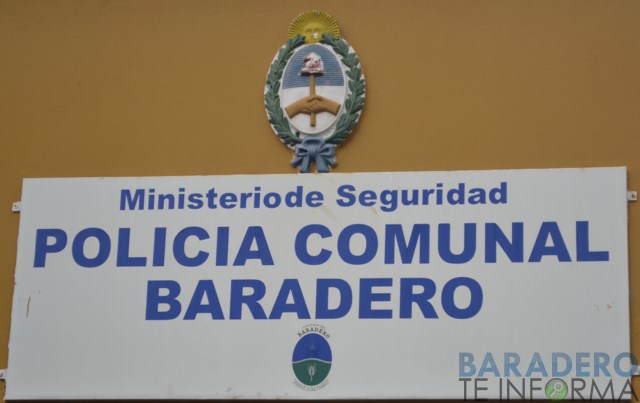 Ministeriode Seguridad
POLICIA COMUNAL
BARADERO
BARADERO
BARADERO
TE INFORMA